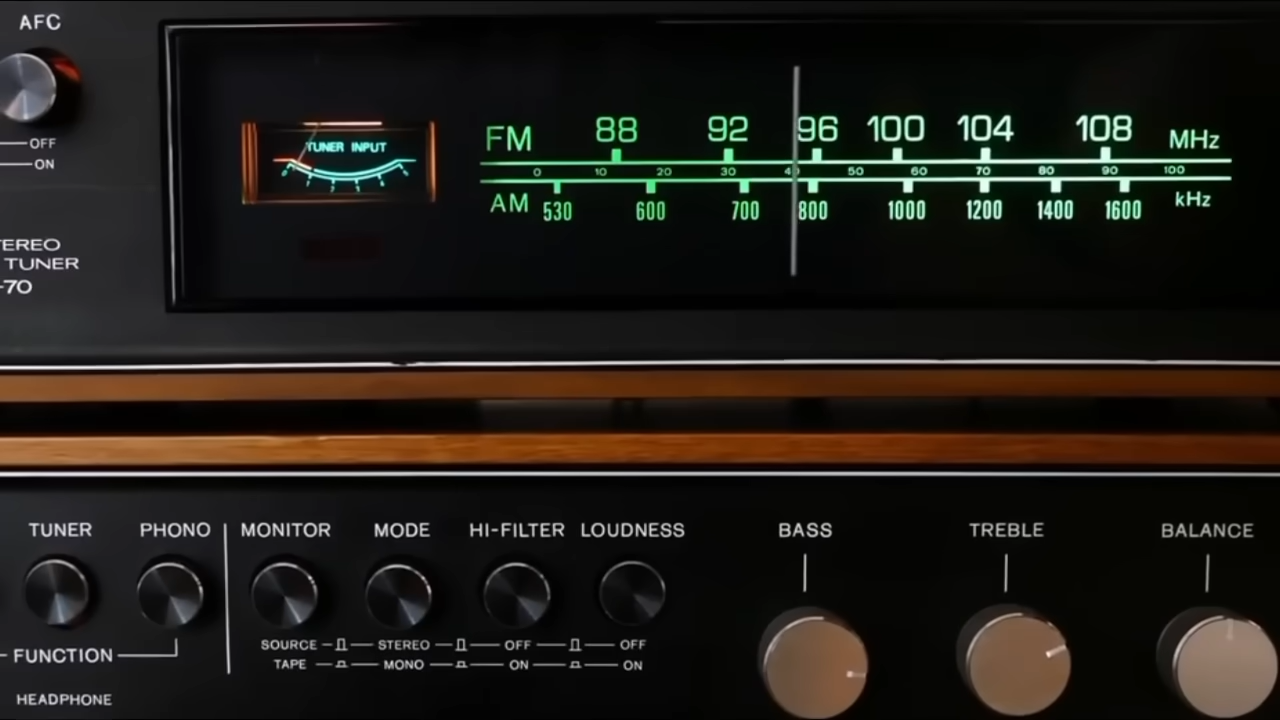 AFC
OFF
ON
TEREO
TUNER
-70
TUNER INPUT
FM 88 92 96 100 104 108 MHz
0 10 20 30 40 50 60 70 80 90 100
AM 530 600 700 800 1000 1200 1400 1600 kHz
TUNER PHONO MONITOR MODE HI-FILTER LOUDNESS BASS TREBLE BALANCE
SOURCE STEREO OFF OFF
FUNCTION
TAPE MONO ON ON
HEADPHONE